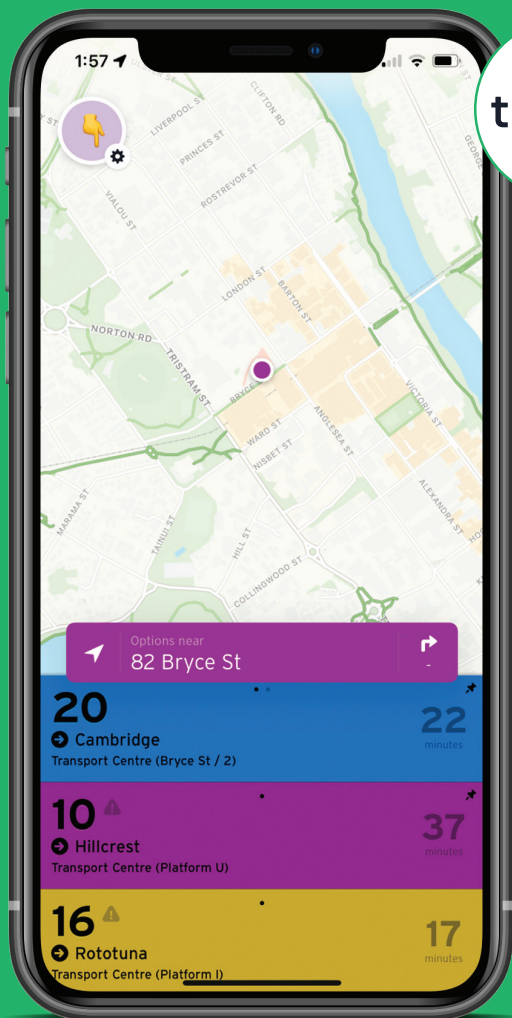 1:57
t
LIVERPOOL ST
CLIFTON RD
PRINCES ST
GEORGE
ROSTREVOR ST
VIALOU ST
LONDON ST
BARTON ST
NORTON RD
TRISTRAM ST
BRYCE
VICTORIA ST
ANGLESEA ST
WARD ST
NISBET ST
ALEXANDRA ST
MARAMA ST
TAINUI ST
HILL ST
COLLINGWOOD ST
Options near
82 Bryce St
-
20
22
Cambridge
minutes
Transport Centre (Bryce St / 2)
10
37
Hillcrest
minutes
Transport Centre (Platform U)
16
17
Rototuna
minutes
Transport Centre (Platform I)